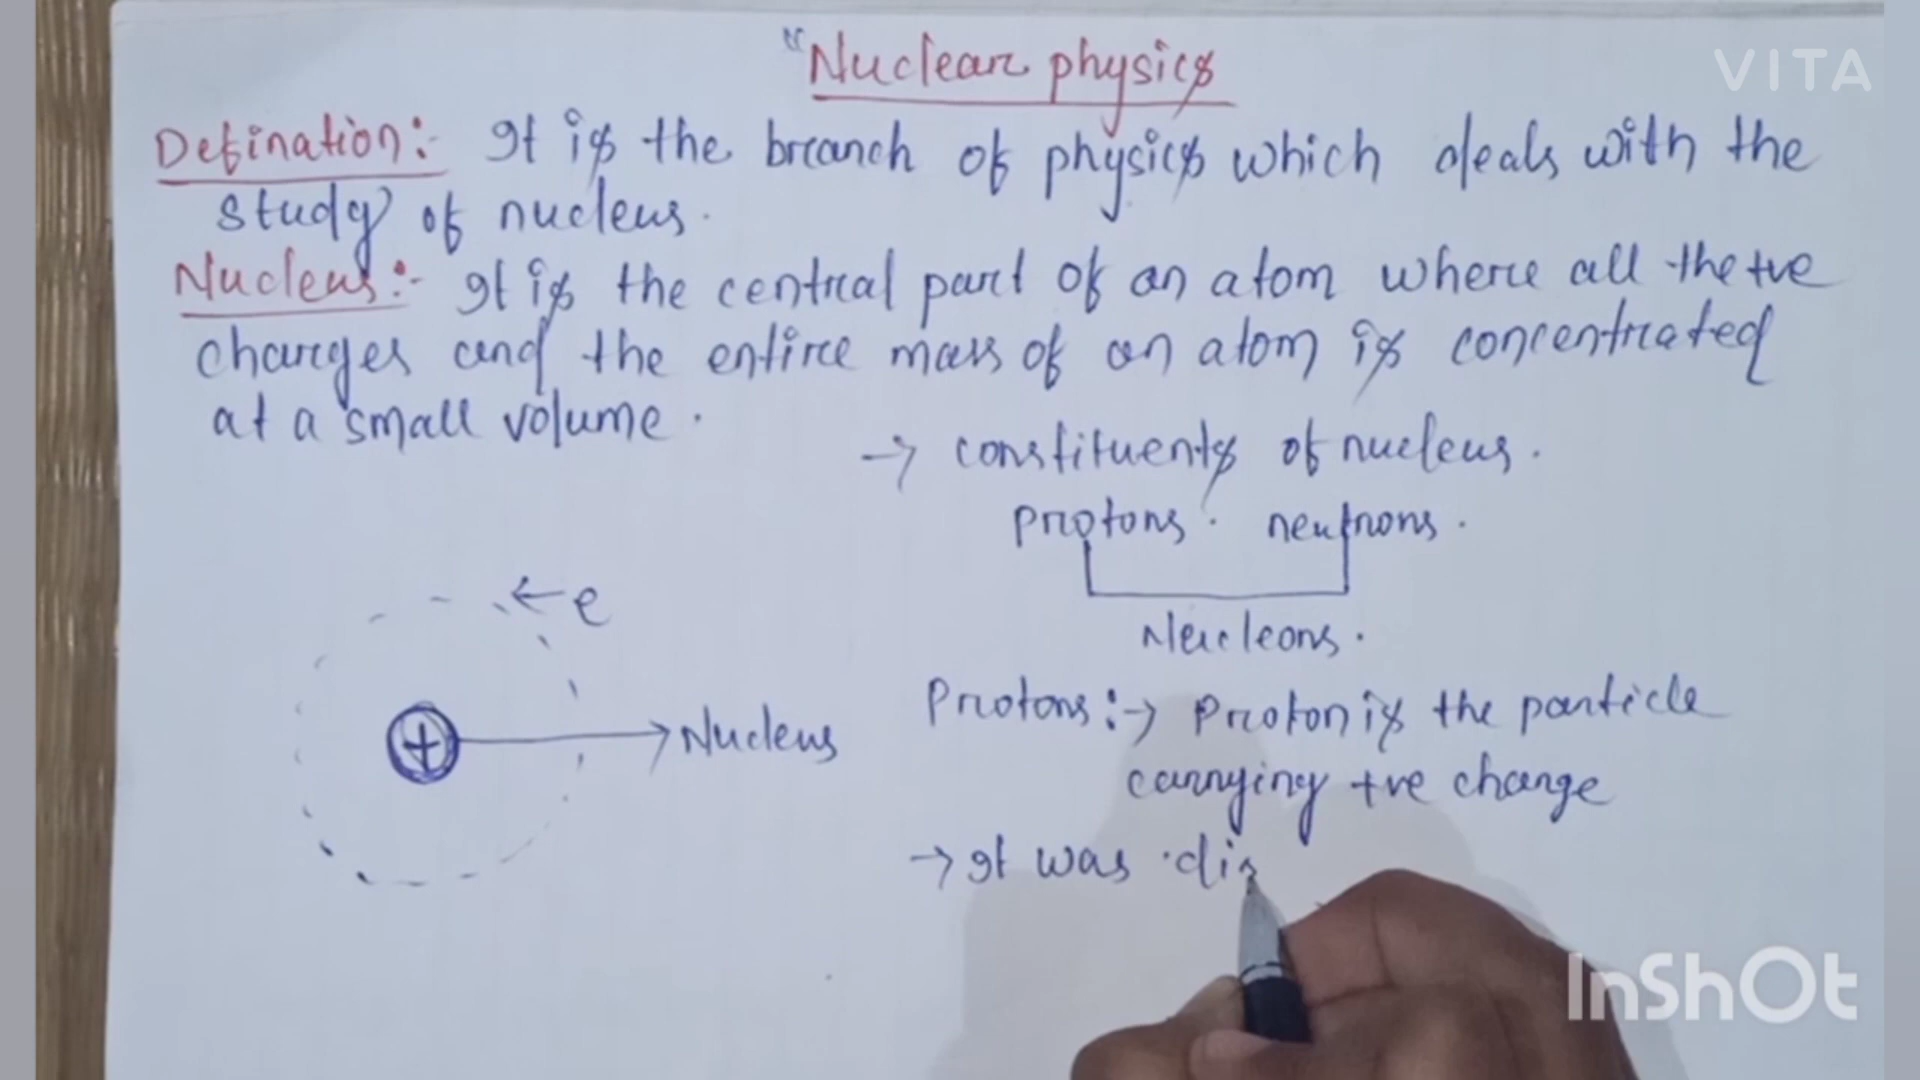 "Nuclear physics
VITA
Defination:- It is the branch of physics which deals with the
study of nucleus.
Nucleus:- It is the central part of an atom where all the +ve
charges and the entire mass of an atom is concentrated
at a small volume.
→ constituents of nucleus.
protons. neutrons.
Nucleons.
← e
Protons:→ Proton is the particle
+ → Nucleus
carrying +ve charge
→ It was dis
InShOt